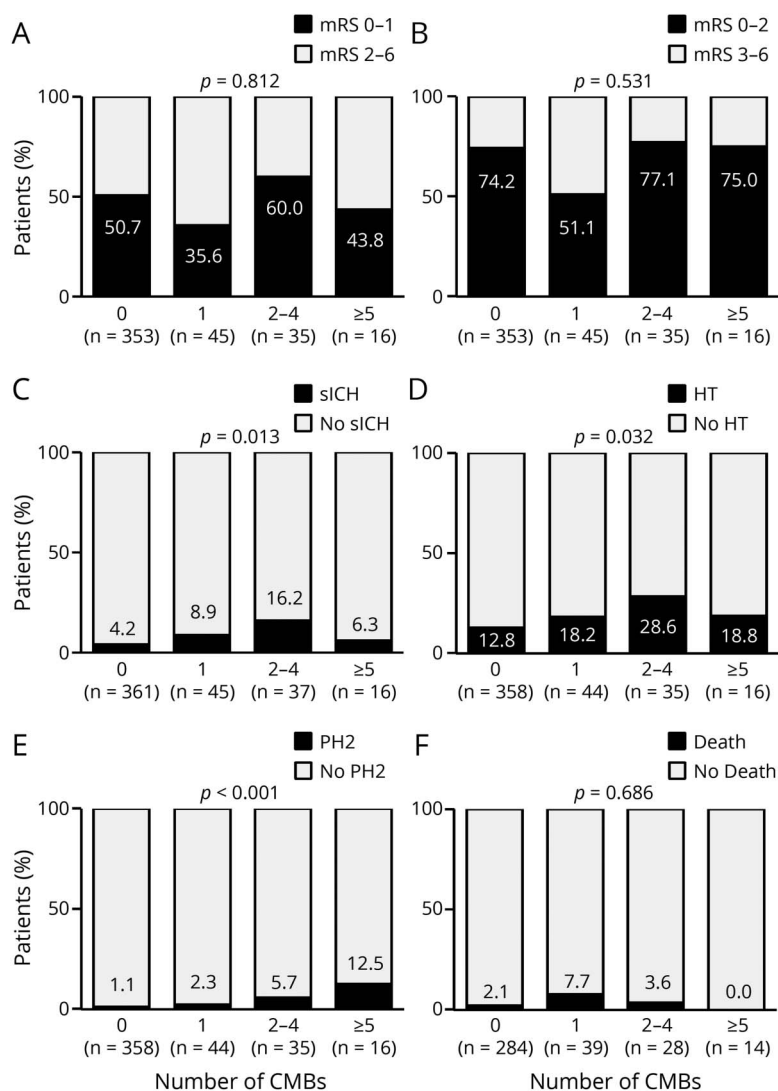 A
mRS 0–1
mRS 2–6
p = 0.812
Patients (%)
100
50
0
50.7
35.6
60.0
43.8
0
1
2–4
≥5
(n = 353)
(n = 45)
(n = 35)
(n = 16)
B
mRS 0–2
mRS 3–6
p = 0.531
100
50
0
74.2
51.1
77.1
75.0
0
1
2–4
≥5
(n = 353)
(n = 45)
(n = 35)
(n = 16)
C
sICH
No sICH
p = 0.013
Patients (%)
100
50
0
4.2
8.9
16.2
6.3
0
1
2–4
≥5
(n = 361)
(n = 45)
(n = 37)
(n = 16)
D
HT
No HT
p = 0.032
100
50
0
12.8
18.2
28.6
18.8
0
1
2–4
≥5
(n = 358)
(n = 44)
(n = 35)
(n = 16)
E
PH2
No PH2
p < 0.001
Patients (%)
100
50
0
1.1
2.3
5.7
12.5
0
1
2–4
≥5
(n = 358)
(n = 44)
(n = 35)
(n = 16)
Number of CMBs
F
Death
No Death
p = 0.686
100
50
0
2.1
7.7
3.6
0.0
0
1
2–4
≥5
(n = 284)
(n = 39)
(n = 28)
(n = 14)
Number of CMBs